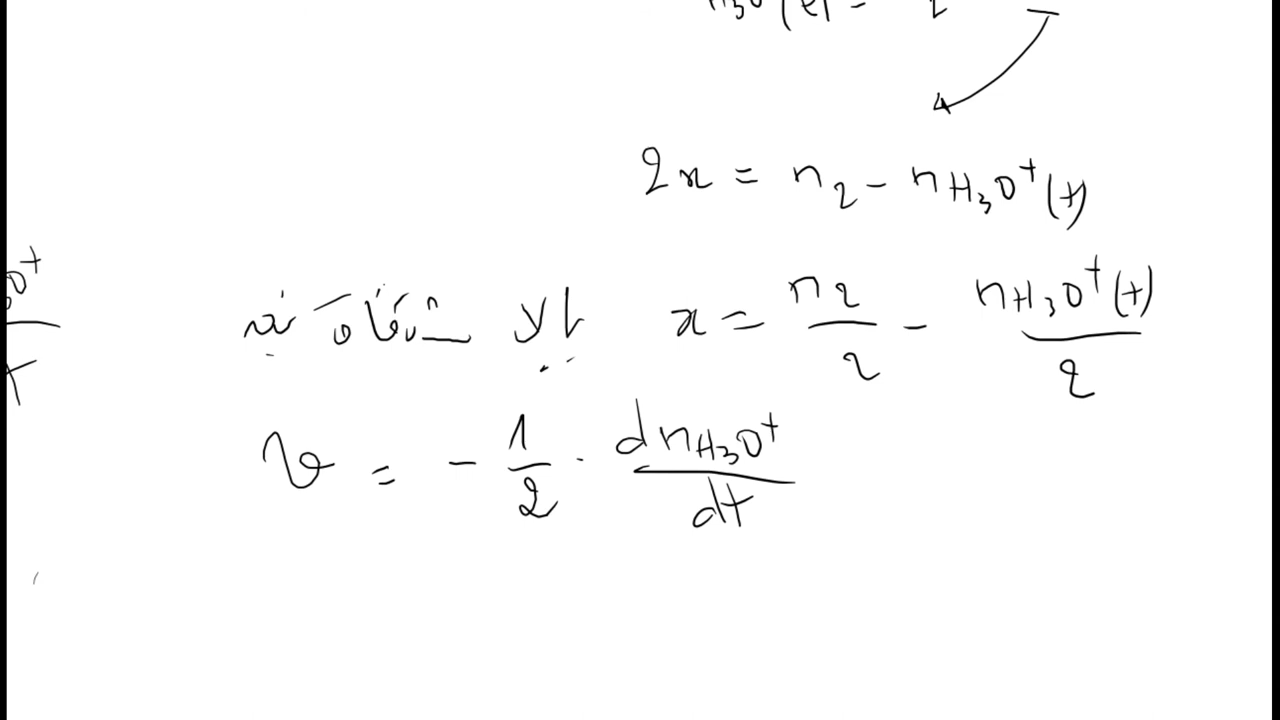 2x = n₂ - nH₃O⁺(t)
x = n₂/2 - nH₃O⁺(t)/2 بالاشتقاق نجد
v = - 1/2 . dnH₃O⁺/dt